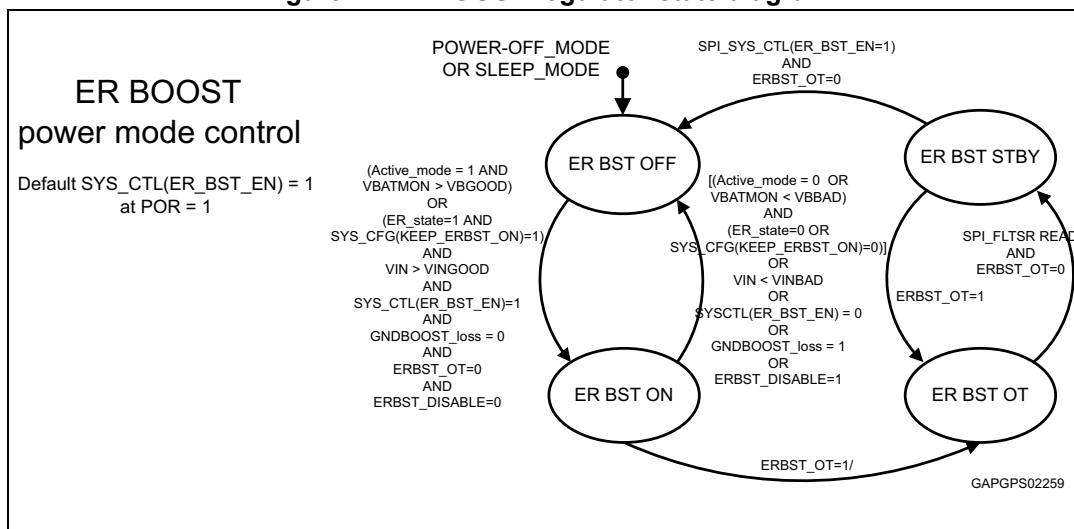 ER BOOST
power mode control
Default SYS_CTL(ER_BST_EN) = 1
at POR = 1
POWER-OFF_MODE
OR SLEEP_MODE
SPI_SYS_CTL(ER_BST_EN=1)
AND
ERBST_OT=0
ER BST OFF
ER BST STBY
(Active_mode = 1 AND
VBATMON > VBGOOD)
OR
(ER_state=1 AND
SYS_CFG(KEEP_ERBST_ON)=1)
AND
VIN > VINGOOD
AND
SYS_CTL(ER_BST_EN)=1
AND
GNDBOOST_loss = 0
AND
ERBST_OT=0
AND
ERBST_DISABLE=0
[(Active_mode = 0 OR
VBATMON < VBBAD)
AND
(ER_state=0 OR
SYS_CFG(KEEP_ERBST_ON)=0)]
OR
VIN < VINBAD
OR
SYSCTL(ER_BST_EN) = 0
OR
GNDBOOST_loss = 1
OR
ERBST_DISABLE=1
SPI_FLTSR READ
AND
ERBST_OT=0
ERBST_OT=1
ER BST ON
ER BST OT
ERBST_OT=1/
GAPGPS02259